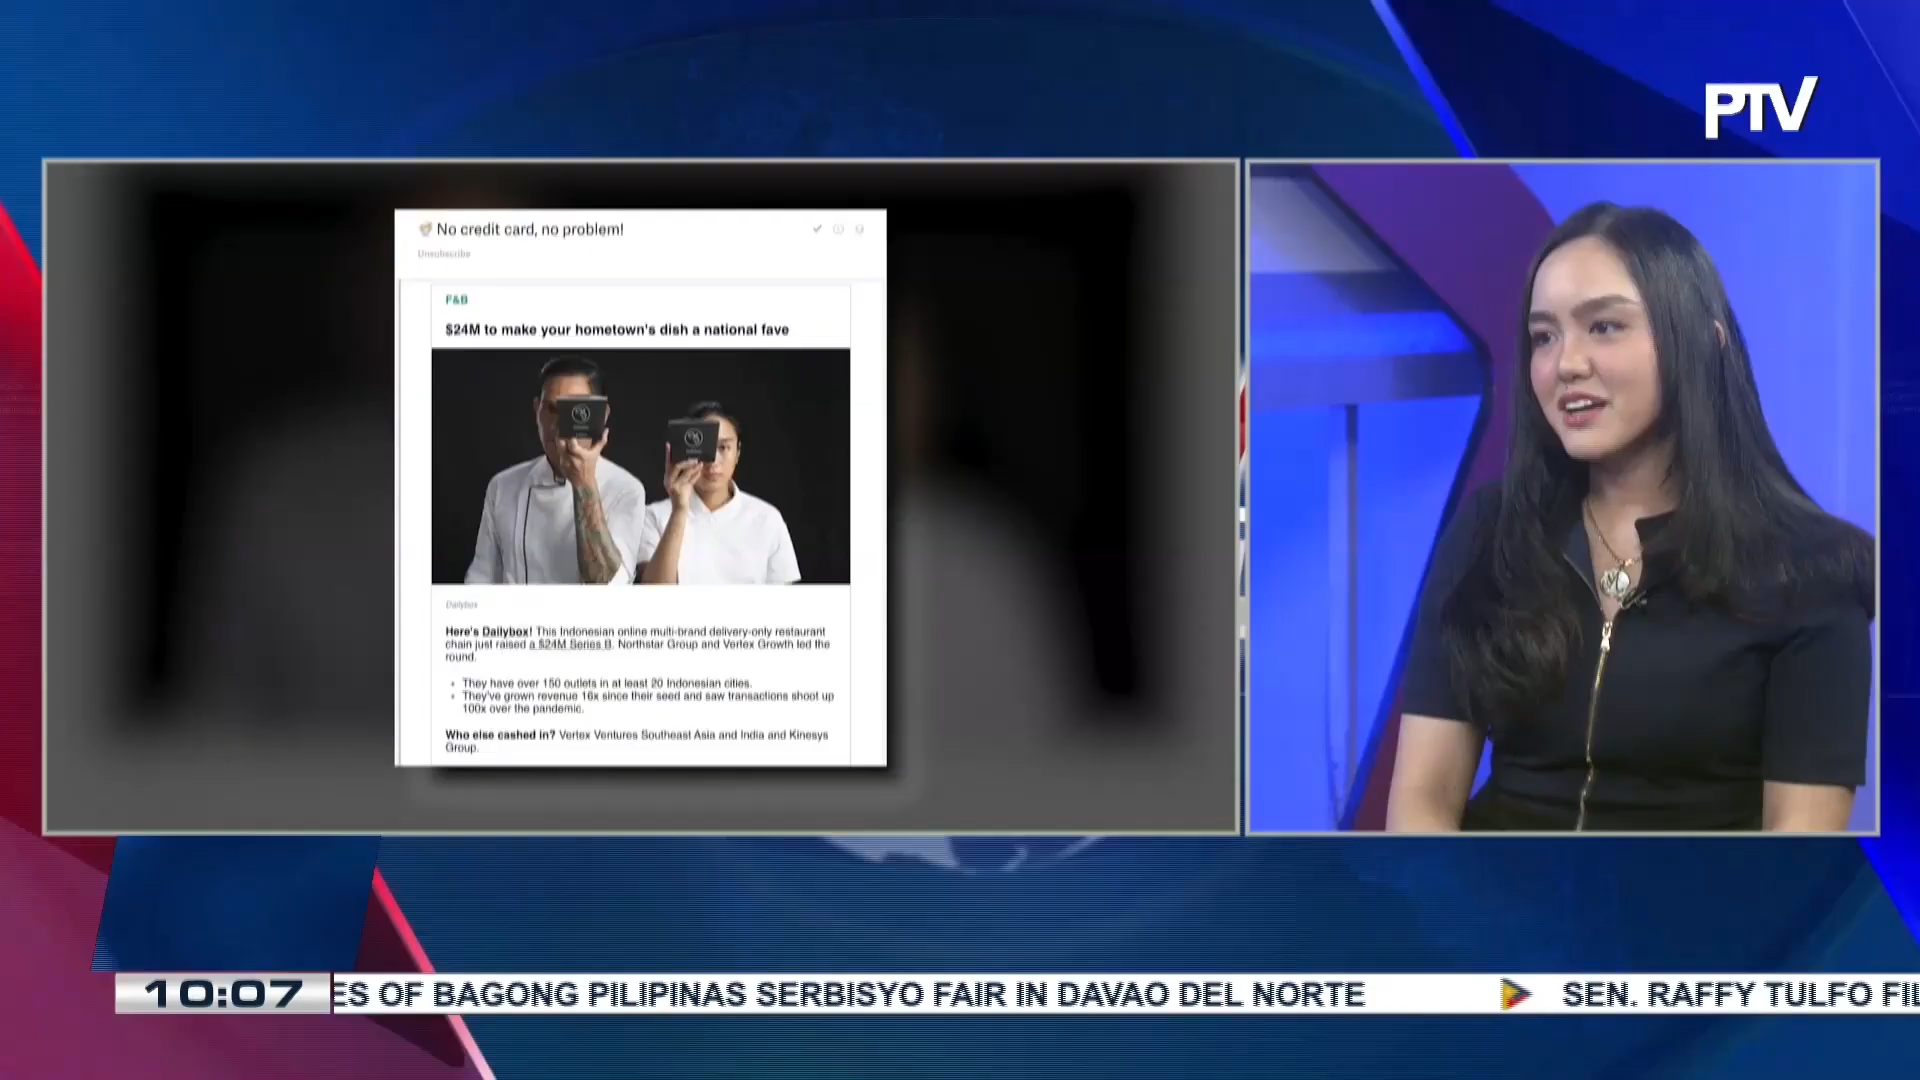 PTV
No credit card, no problem!
Unsubscribe
F&B
$24M to make your hometown's dish a national fave
Dailybox
Here's Dailybox! This Indonesian online multi-brand delivery-only restaurant
chain just raised a $24M Series B. Northstar Group and Vertex Growth led the
round.
They have over 150 outlets in at least 20 Indonesian cities.
They've grown revenue 16x since their seed and saw transactions shoot up
100x over the pandemic.
Who else cashed in? Vertex Ventures Southeast Asia and India and Kinesys
Group.
10:07
ES OF BAGONG PILIPINAS SERBISYO FAIR IN DAVAO DEL NORTE
SEN. RAFFY TULFO FIL